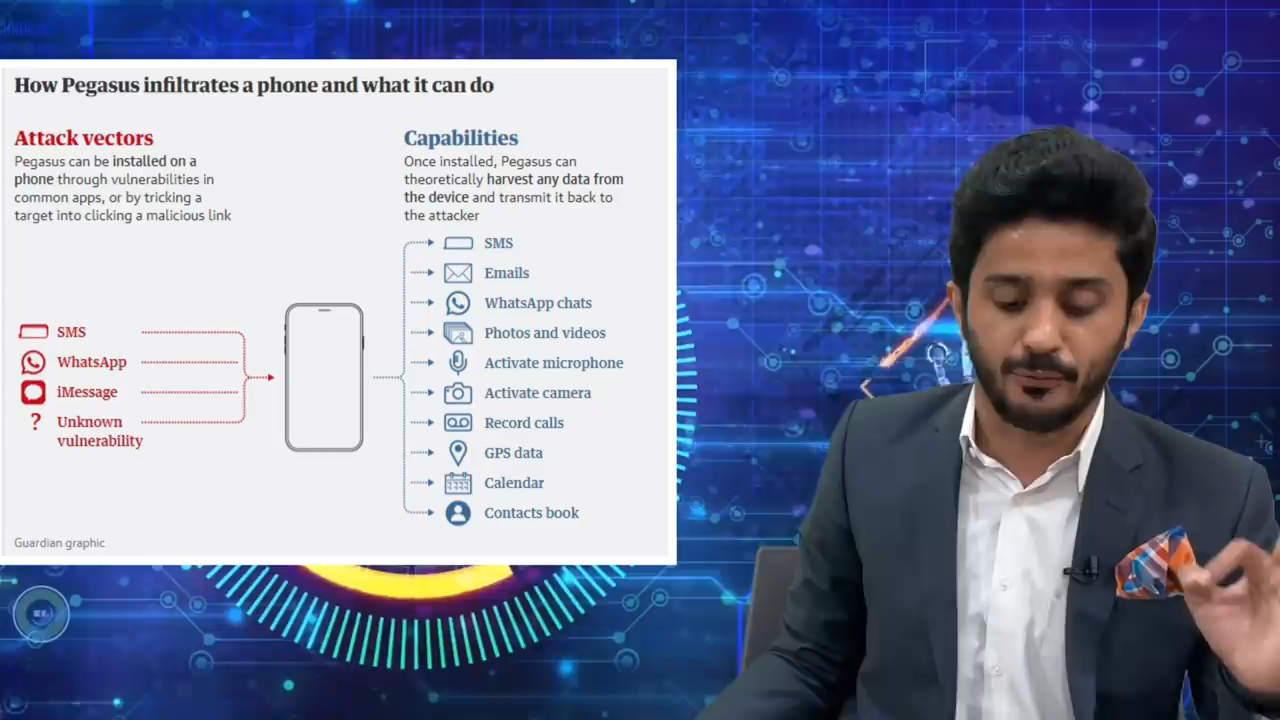 How Pegasus infiltrates a phone and what it can do
Attack vectors
Pegasus can be installed on a
phone through vulnerabilities in
common apps, or by tricking a
target into clicking a malicious link
SMS
WhatsApp
iMessage
?
Unknown
vulnerability
Capabilities
Once installed, Pegasus can
theoretically harvest any data from
the device and transmit it back to
the attacker
SMS
Emails
WhatsApp chats
Photos and videos
Activate microphone
Activate camera
Record calls
GPS data
Calendar
Contacts book
Guardian graphic